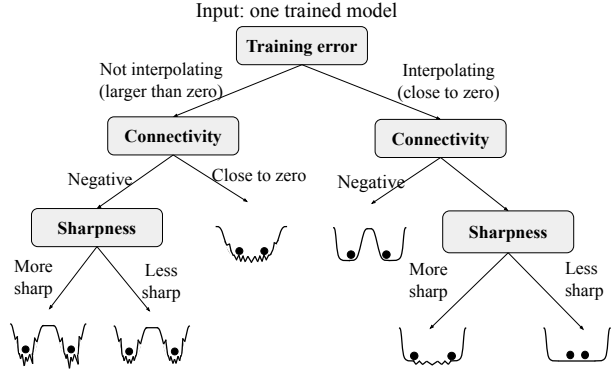 Input: one trained model
Training error
Not interpolating
(larger than zero)
Interpolating
(close to zero)
Connectivity
Connectivity
Negative
Close to zero
Negative
Sharpness
Sharpness
More
sharp
Less
sharp
More
sharp
Less
sharp